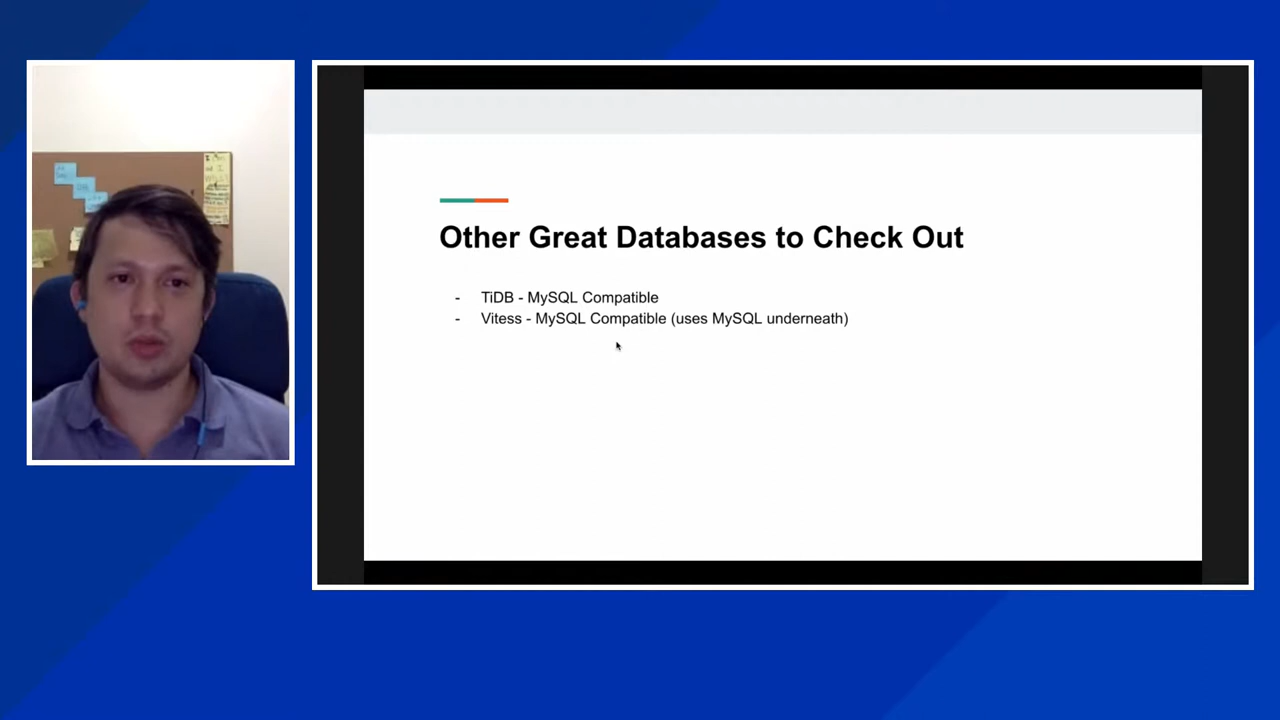 Other Great Databases to Check Out
- TiDB - MySQL Compatible
- Vitess - MySQL Compatible (uses MySQL underneath)